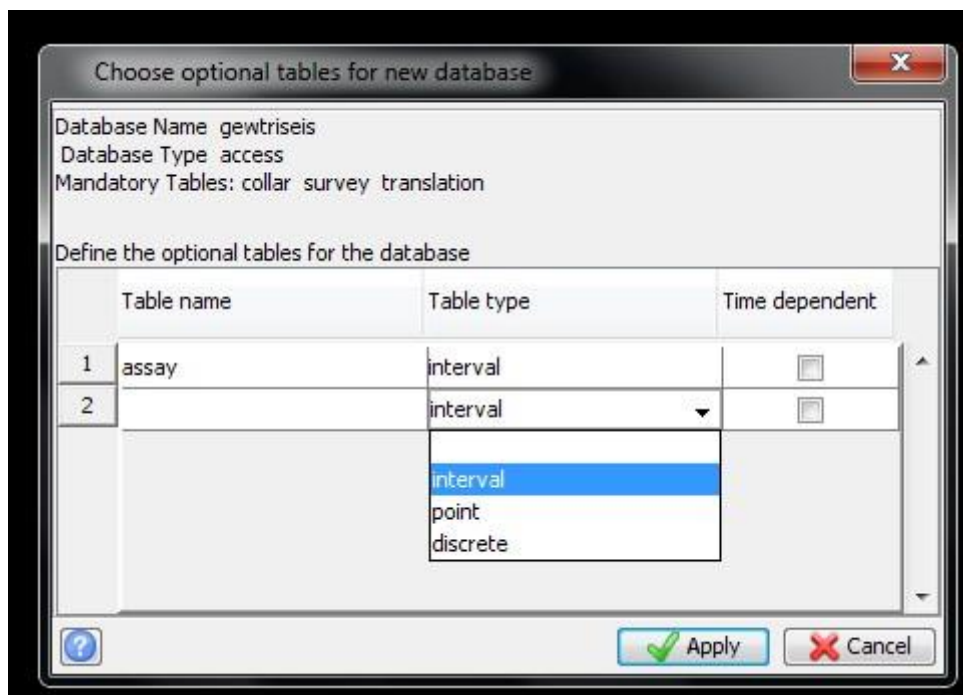 Choose optional tables for new database
Database Name gewtriseis
Database Type access
Mandatory Tables: collar survey translation
Define the optional tables for the database
Table name Table type Time dependent
1 assay interval
2 interval
interval
point
discrete
? Apply Cancel